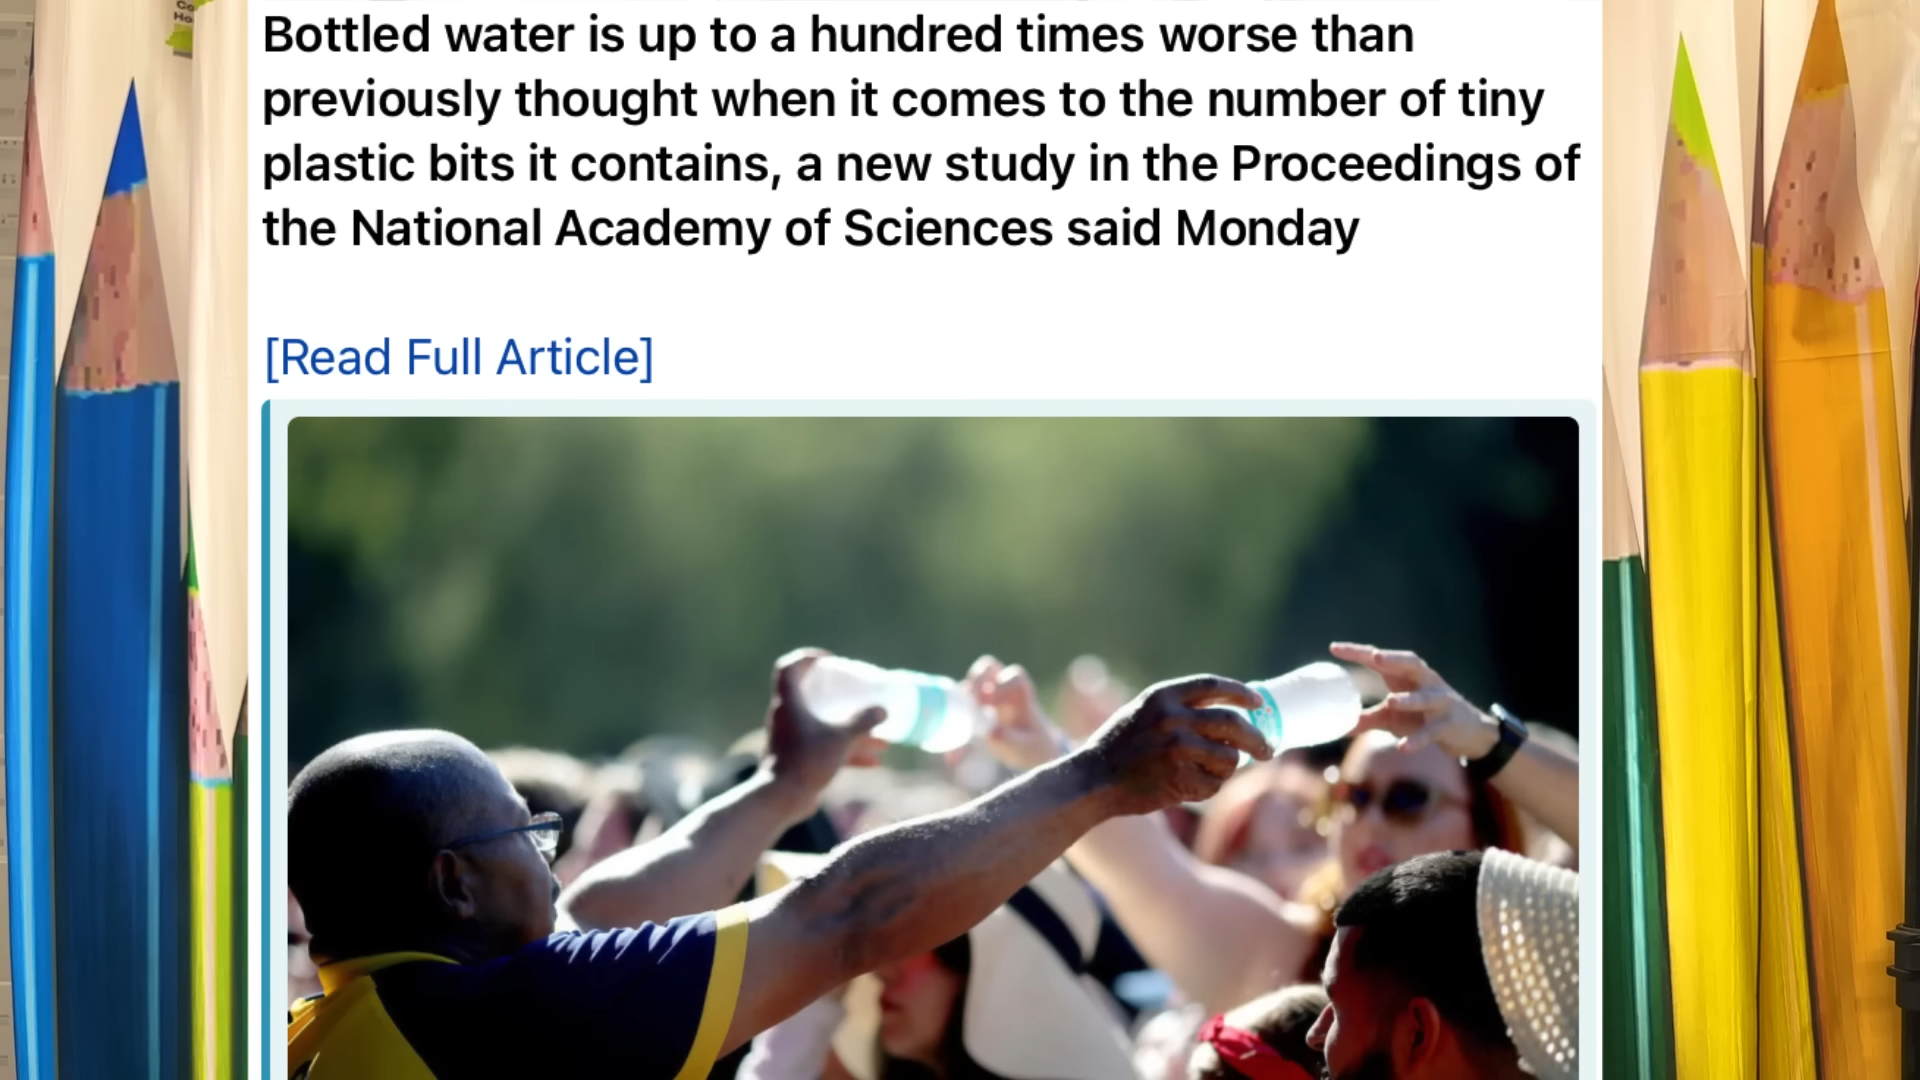 Bottled water is up to a hundred times worse than
previously thought when it comes to the number of tiny
plastic bits it contains, a new study in the Proceedings of
the National Academy of Sciences said Monday
[Read Full Article]